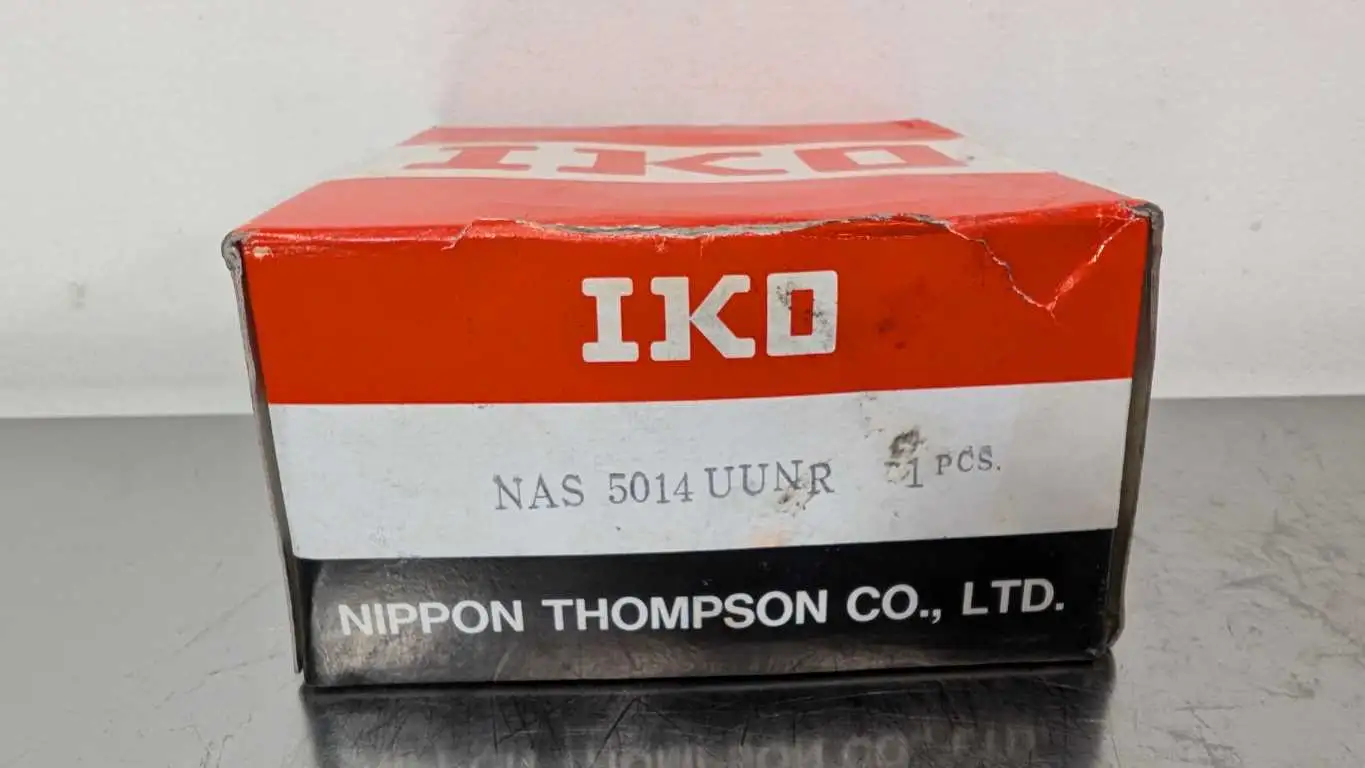 IKO
IKO
NAS 5014 UUNR 1 PCS.
NIPPON THOMPSON CO., LTD.